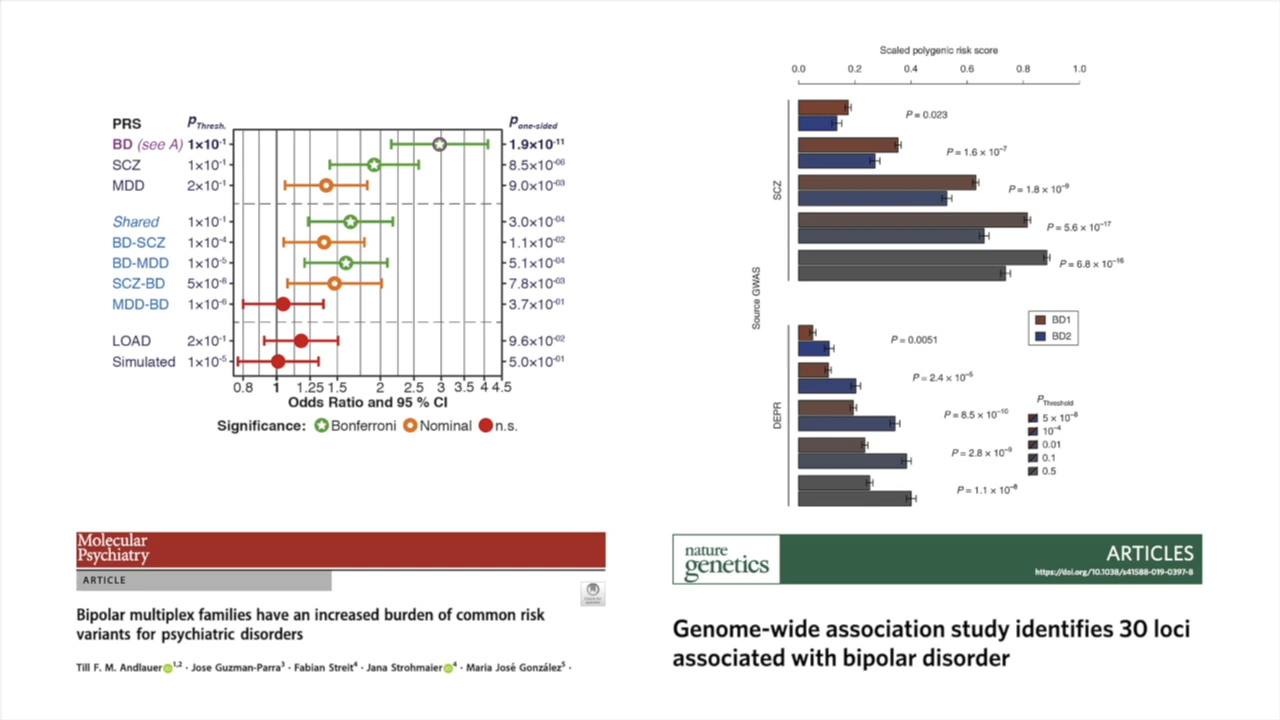 PRS pThresh. pone-sided
BD (see A) 1×10⁻¹ 1.9×10⁻¹¹
SCZ 1×10⁻¹ 8.5×10⁻⁰⁶
MDD 2×10⁻¹ 9.0×10⁻⁰³
Shared 1×10⁻¹ 3.0×10⁻⁰⁴
BD-SCZ 1×10⁻⁴ 1.1×10⁻⁰²
BD-MDD 1×10⁻⁵ 5.1×10⁻⁰⁴
SCZ-BD 5×10⁻⁸ 7.8×10⁻⁰³
MDD-BD 1×10⁻⁶ 3.7×10⁻⁰¹
LOAD 2×10⁻¹ 9.6×10⁻⁰²
Simulated 1×10⁻⁵ 5.0×10⁻⁰¹
0.8 1 1.25 1.5 2 2.5 3 3.5 4 4.5
Odds Ratio and 95 % CI
Significance: Bonferroni Nominal n.s.
Molecular
Psychiatry
ARTICLE
Bipolar multiplex families have an increased burden of common risk
variants for psychiatric disorders
Till F. M. Andlauer 1,2 · Jose Guzman-Parra³ · Fabian Streit⁴ · Jana Strohmaier ⁴ · Maria José González⁵ ·
Scaled polygenic risk score
0.0 0.2 0.4 0.6 0.8 1.0
Source GWAS
SCZ
P = 0.023
P = 1.6 × 10⁻⁷
P = 1.8 × 10⁻⁹
P = 5.6 × 10⁻¹⁷
P = 6.8 × 10⁻¹⁶
BD1
BD2
DEPR
P = 0.0051
P = 2.4 × 10⁻⁵
P = 8.5 × 10⁻¹⁰
P = 2.8 × 10⁻⁹
P = 1.1 × 10⁻⁸
PThreshold
5 × 10⁻⁸
10⁻⁴
0.01
0.1
0.5
nature
genetics
ARTICLES
https://doi.org/10.1038/s41588-019-0397-8
Genome-wide association study identifies 30 loci
associated with bipolar disorder